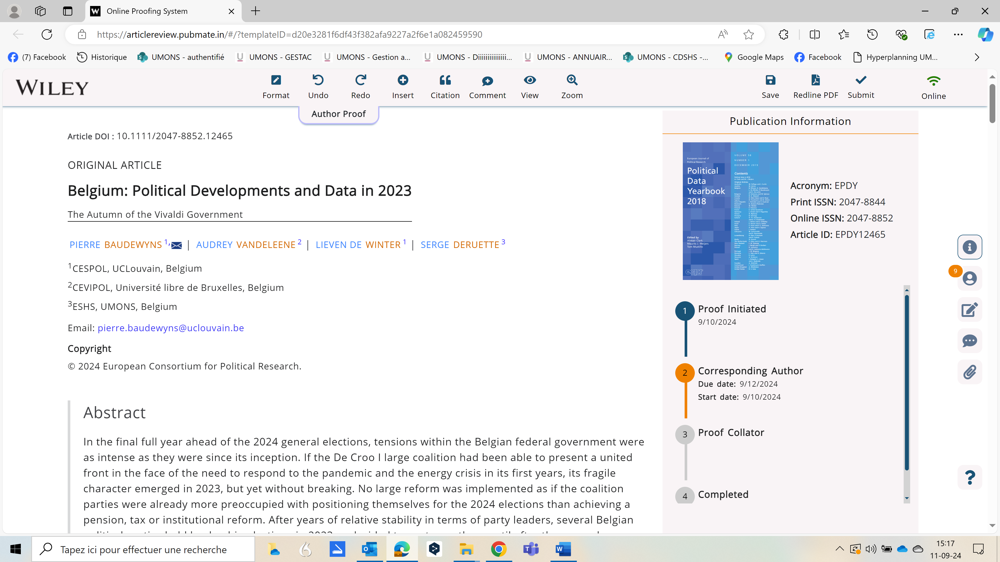 Online Proofing System
https://articlereview.pubmate.in/#/?templateID=d20e3281f6df43f382afa9227a2f6e1a082459590
(7) Facebook
Historique
UMONS - authentifié
UMONS - GESTAC
UMONS - Gestion a...
UMONS - Diiiiiiiiiiiiiii...
UMONS - ANNUAIR...
UMONS - CDSHS -...
Google Maps
Facebook
Hyperplanning UM...
WILEY
Format
Undo
Redo
Insert
Citation
Comment
View
Zoom
Save
Redline PDF
Submit
Online
Author Proof
Article DOI : 10.1111/2047-8852.12465
ORIGINAL ARTICLE
Belgium: Political Developments and Data in 2023
The Autumn of the Vivaldi Government
PIERRE BAUDEWYNS 1, | AUDREY VANDELEENE 2 | LIEVEN DE WINTER 1 | SERGE DERUETTE 3
1CESPOL, UCLouvain, Belgium
2CEVIPOL, Université libre de Bruxelles, Belgium
3ESHS, UMONS, Belgium
Email: pierre.baudewyns@uclouvain.be
Copyright
© 2024 European Consortium for Political Research.
Abstract
In the final full year ahead of the 2024 general elections, tensions within the Belgian federal government were
as intense as they were since its inception. If the De Croo I large coalition had been able to present a united
front in the face of the need to respond to the pandemic and the energy crisis in its first years, its fragile
character emerged in 2023, but yet without breaking. No large reform was implemented as if the coalition
parties were already more preoccupied with positioning themselves for the 2024 elections than achieving a
pension, tax or institutional reform. After years of relative stability in terms of party leaders, several Belgian
Publication Information
European Journal of
Political Research
Political
Data
Yearbook
2018
VOLUME 58
NUMBER 1
DECEMBER 2019
Contents
Edited by
Alistair Clark
Maurits J. Meijers
Tom Mustillo
ecpr
Acronym: EPDY
Print ISSN: 2047-8844
Online ISSN: 2047-8852
Article ID: EPDY12465
9
1
Proof Initiated
9/10/2024
2
Corresponding Author
Due date: 9/12/2024
Start date: 9/10/2024
3
Proof Collator
4
Completed
?
Tapez ici pour effectuer une recherche
15:17
11-09-24